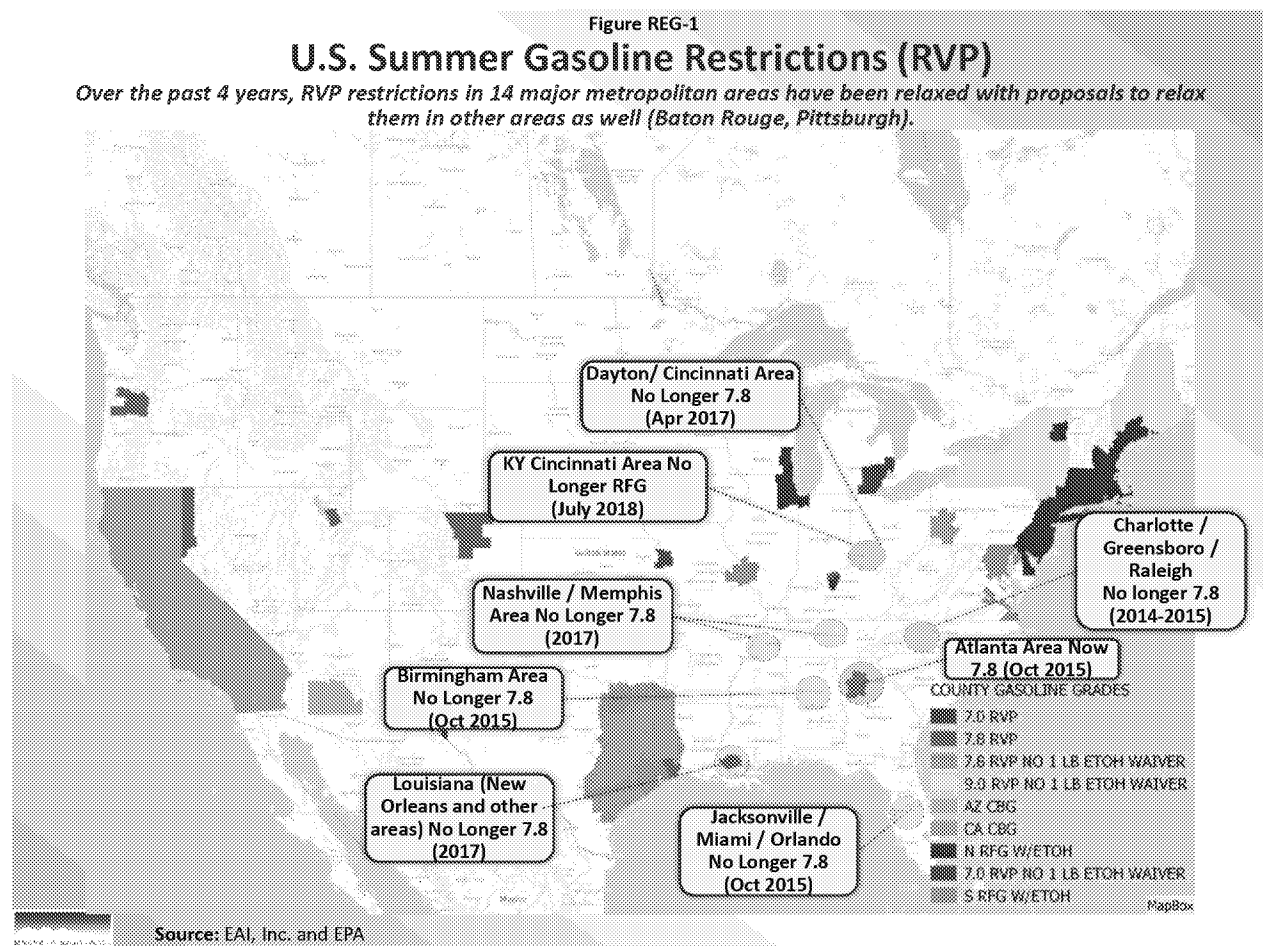 Figure REG-1
U.S. Summer Gasoline Restrictions (RVP)
Over the past 4 years, RVP restrictions in 14 major metropolitan areas have been relaxed with proposals to relax
them in other areas as well (Baton Rouge, Pittsburgh).
Dayton/ Cincinnati Area
No Longer 7.8
(Apr 2017)
KY Cincinnati Area No
Longer RFG
(July 2018)
Charlotte /
Greensboro /
Raleigh
No longer 7.8
(2014-2015)
Nashville / Memphis
Area No Longer 7.8
(2017)
Atlanta Area Now
7.8 (Oct 2015)
Birmingham Area
No Longer 7.8
(Oct 2015)
Louisiana (New
Orleans and other
areas) No Longer 7.8
(2017)
Jacksonville /
Miami / Orlando
No Longer 7.8
(Oct 2015)
COUNTY GASOLINE GRADES
7.0 RVP
7.8 RVP
7.8 RVP NO 1 LB ETOH WAIVER
9.0 RVP NO 1 LB ETOH WAIVER
AZ CBG
CA CBG
N RFG W/ETOH
7.0 RVP NO 1 LB ETOH WAIVER
S RFG W/ETOH
MapBox
Source: EAI, Inc. and EPA